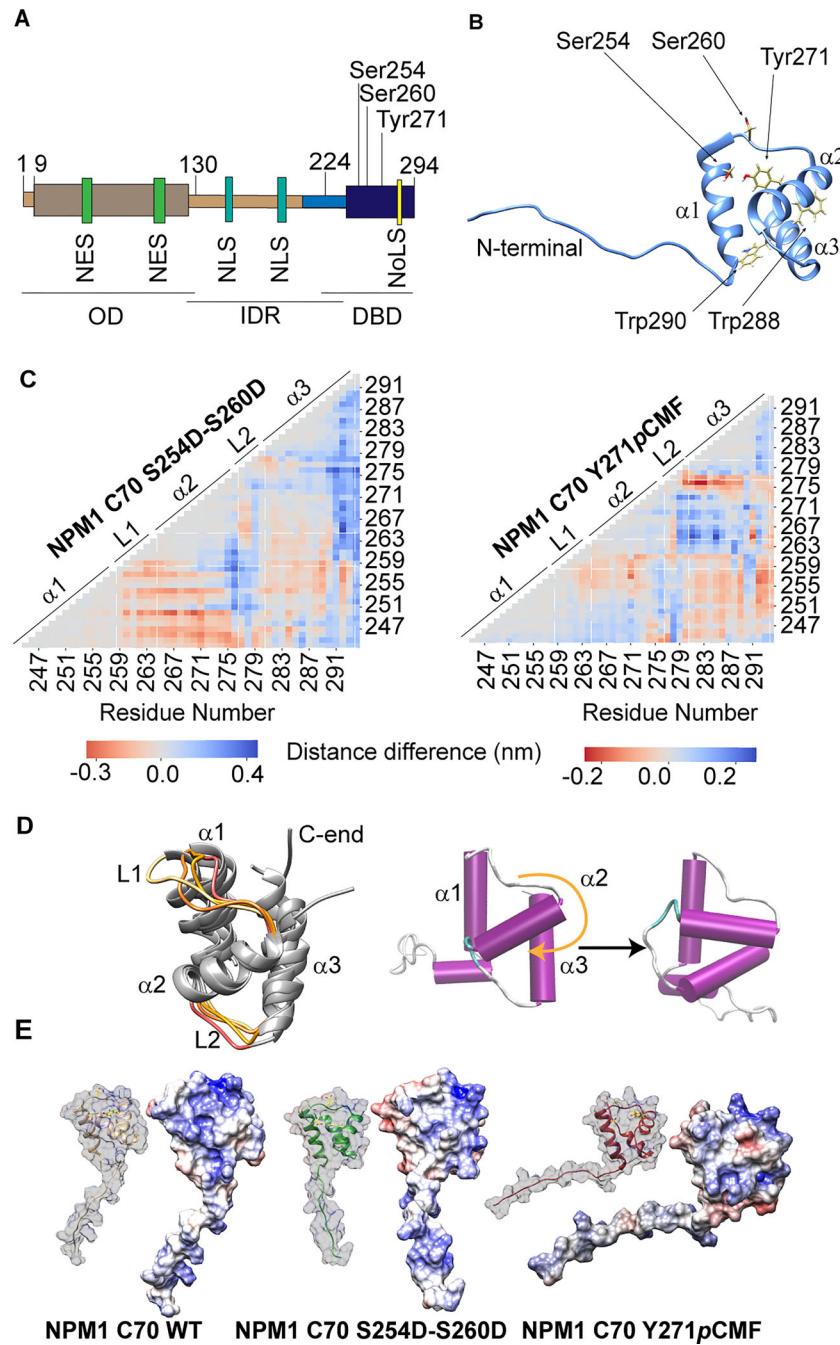 A
Ser254
Ser260
Tyr271
1 9
130
224
294
NES
NES
NLS
NLS
NoLS
OD
IDR
DBD
B
Ser254
Ser260
Tyr271
α1
α2
α3
N-terminal
Trp290
Trp288
C
NPM1 C70 S254D-S260D
α1
L1
α2
L2
α3
291
287
283
279
275
271
267
263
259
255
251
247
247
251
255
259
263
267
271
275
279
283
287
291
Residue Number
NPM1 C70 Y271pCMF
α1
L1
α2
L2
α3
291
287
283
279
275
271
267
263
259
255
251
247
247
251
255
259
263
267
271
275
279
283
287
291
Residue Number
-0.3 0.0 0.4
Distance difference (nm)
-0.2 0.0 0.2
D
α1
L1
C-end
α2
α3
L2
α1
α2
α3
E
NPM1 C70 WT
NPM1 C70 S254D-S260D
NPM1 C70 Y271pCMF